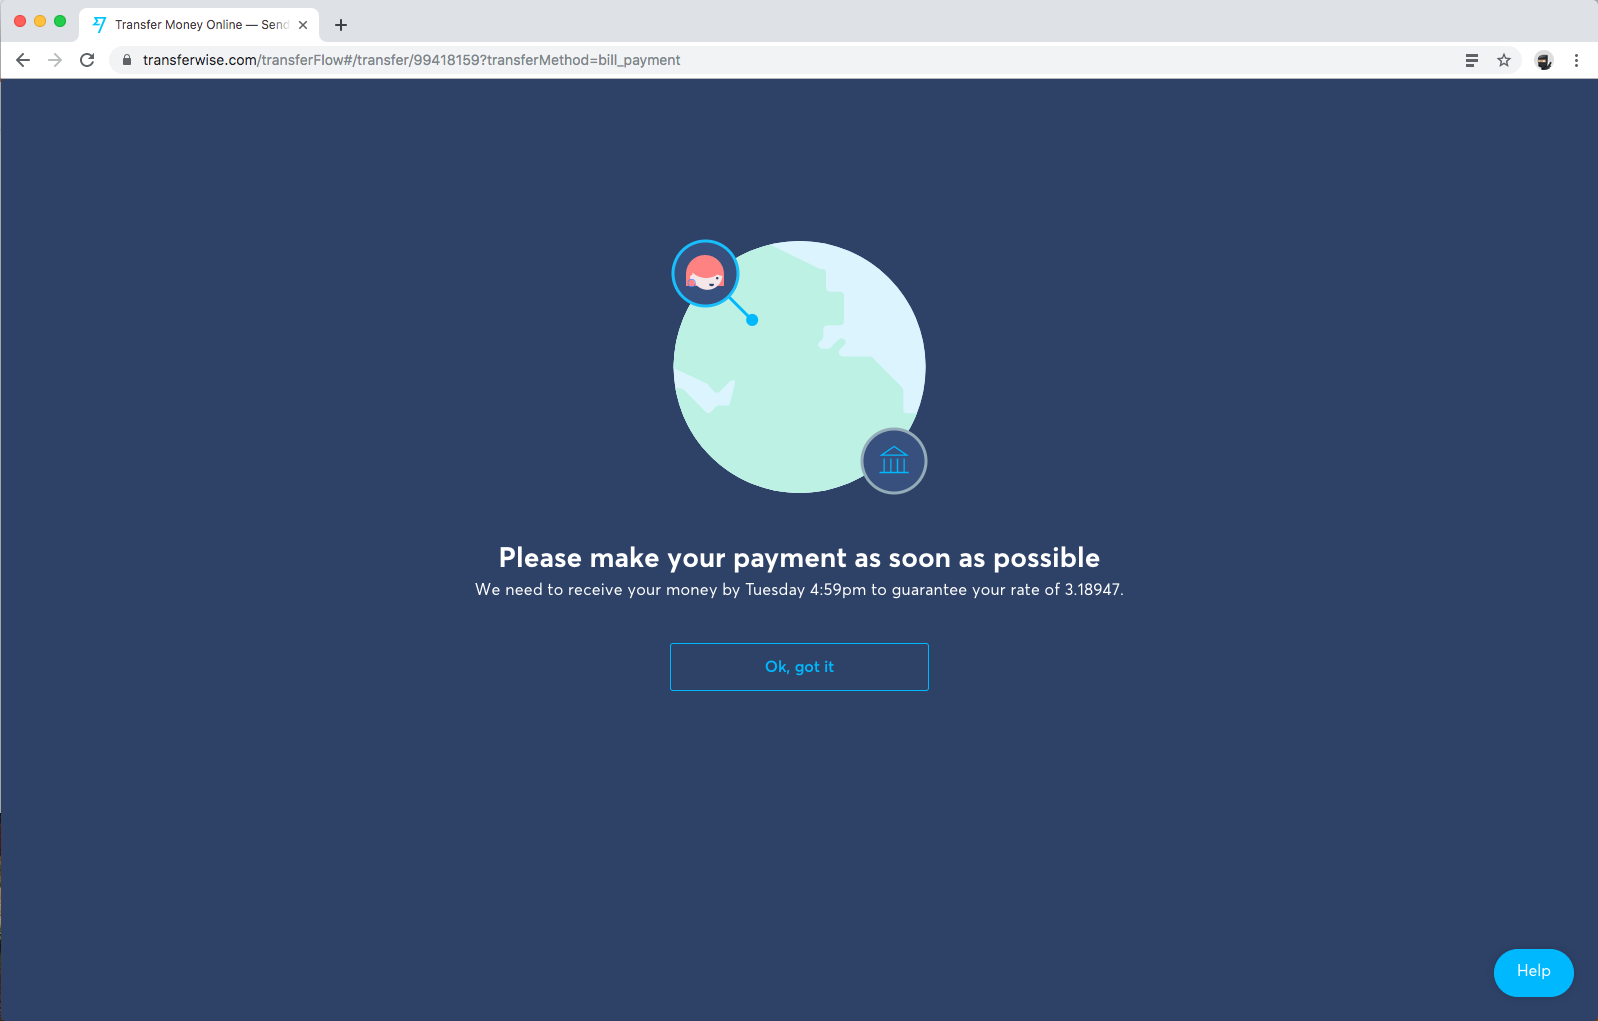 Transfer Money Online — Send
transferwise.com/transferFlow#/transfer/99418159?transferMethod=bill_payment
Please make your payment as soon as possible
We need to receive your money by Tuesday 4:59pm to guarantee your rate of 3.18947.
Ok, got it
Help